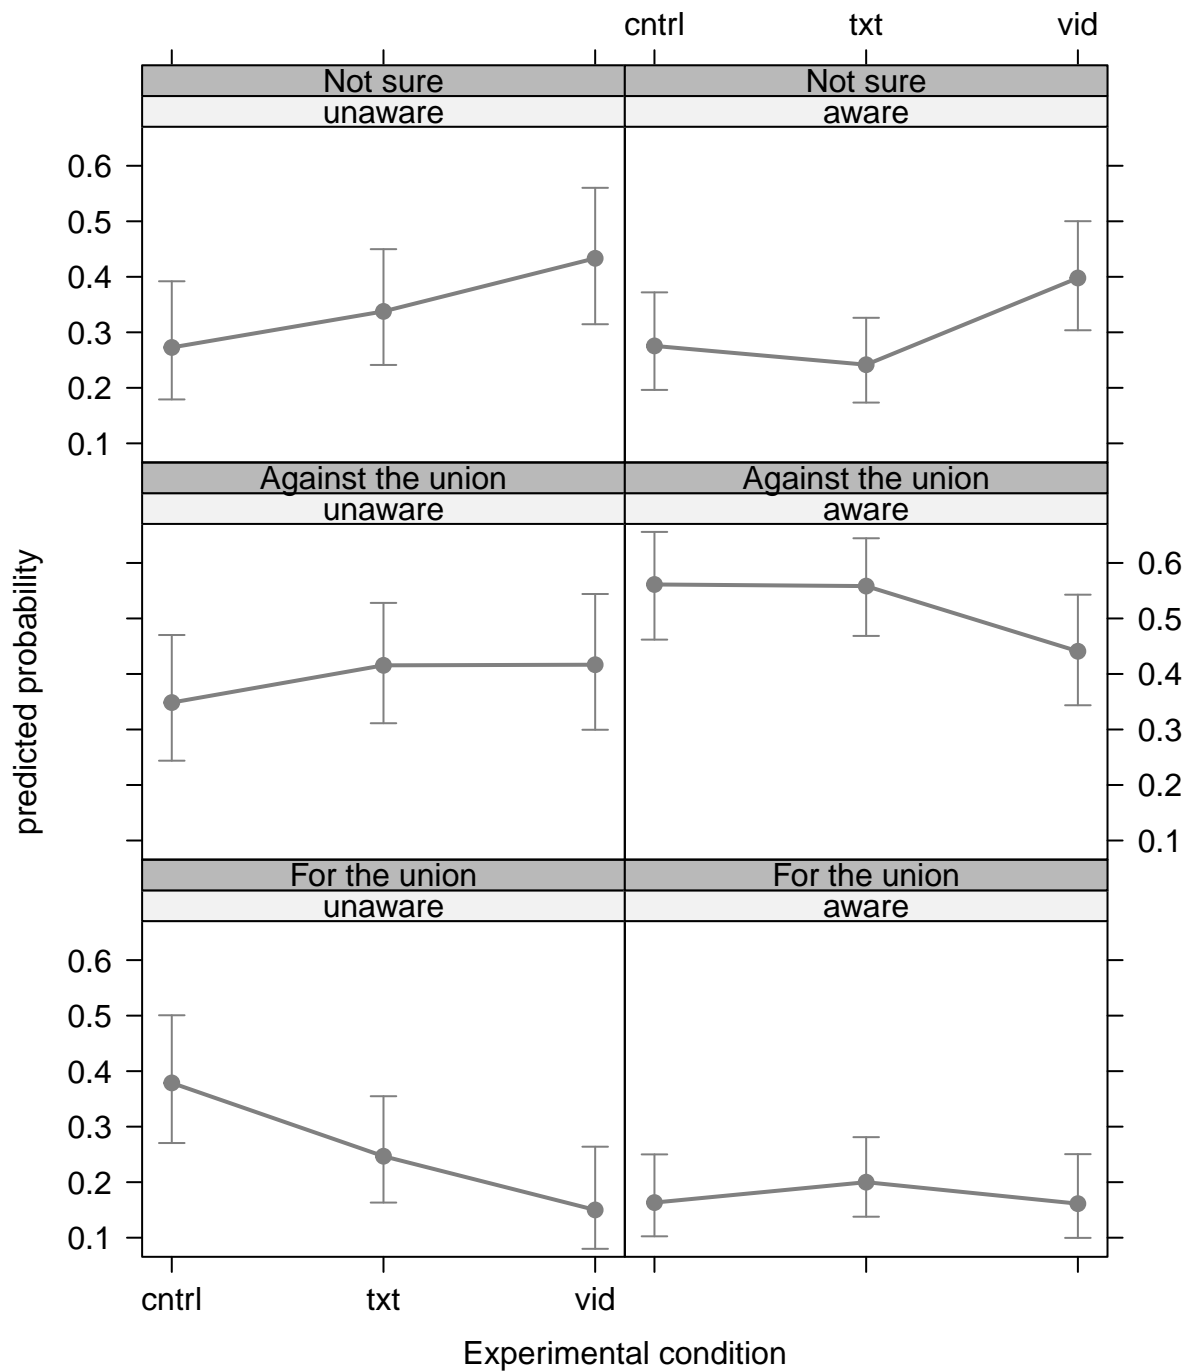 cntrl txt vid
Not sure Not sure
unaware aware
0.6
0.5
0.4
0.3
0.2
0.1
Against the union Against the union
unaware aware
predicted probability
0.6
0.5
0.4
0.3
0.2
0.1
For the union For the union
unaware aware
0.6
0.5
0.4
0.3
0.2
0.1
cntrl txt vid
Experimental condition